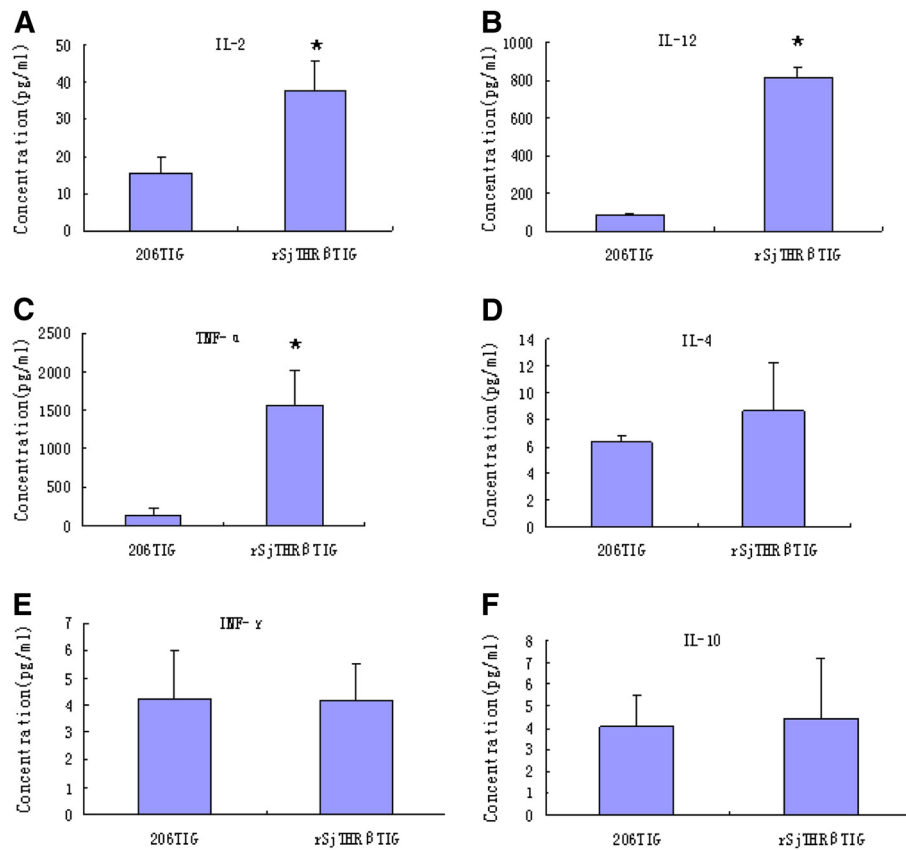 A
IL-2
Concentration(pg/ml)
50
40
30
20
10
0
206TIG
rSjTHRβTIG
*
B
IL-12
Concentration(pg/ml)
1000
800
600
400
200
0
206TIG
rSjTHRβTIG
*
C
TNF-α
Concentration(pg/ml)
2500
2000
1500
1000
500
0
206TIG
rSjTHRβTIG
*
D
IL-4
Concentration(pg/ml)
14
12
10
8
6
4
2
0
206TIG
rSjTHRβTIG
E
INF-γ
Concentration(pg/ml)
7
6
5
4
3
2
1
0
206TIG
rSjTHRβTIG
F
IL-10
Concentration(pg/ml)
8
7
6
5
4
3
2
1
0
206TIG
rSjTHRβTIG